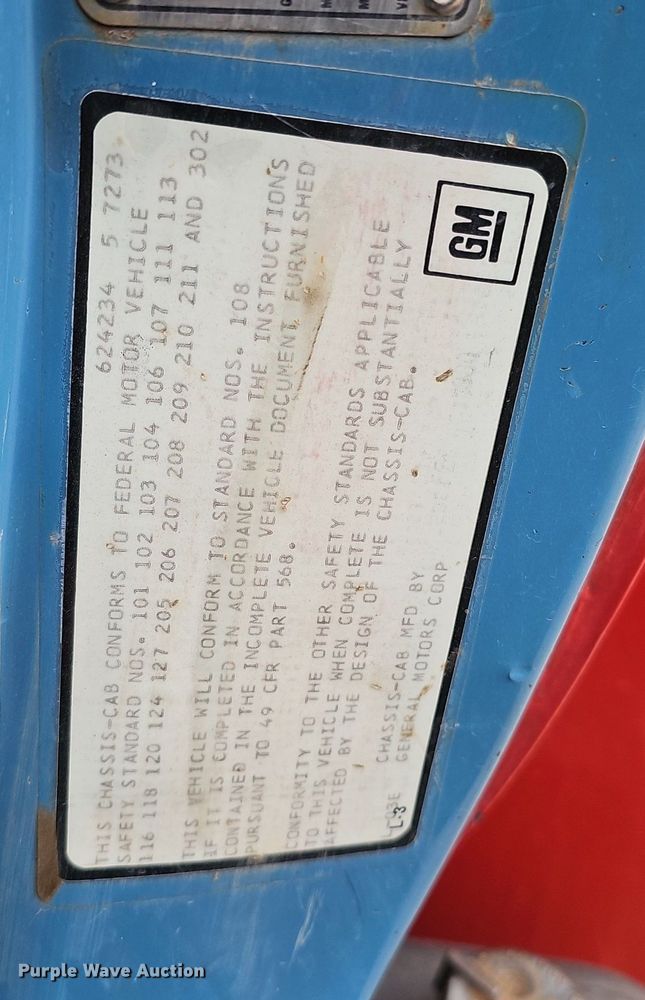 THIS CHASSIS-CAB CONFORMS TO FEDERAL MOTOR VEHICLE
624234 5 7273
SAFETY STANDARD NOS. 101 102 103 104 106 107 111 113
116 118 120 124 127 205 206 207 208 209 210 211 AND 302
THIS VEHICLE WILL CONFORM TO STANDARD NOS. 108
IF IT IS COMPLETED IN ACCORDANCE WITH THE INSTRUCTIONS
CONTAINED IN THE INCOMPLETE VEHICLE DOCUMENT FURNISHED
PURSUANT TO 49 CFR PART 568.
CONFORMITY TO THE OTHER SAFETY STANDARDS APPLICABLE
TO THIS VEHICLE WHEN COMPLETE IS NOT SUBSTANTIALLY
AFFECTED BY THE DESIGN OF THE CHASSIS-CAB.
CHASSIS-CAB MFD BY
GENERAL MOTORS CORP
L-3
GM
Purple Wave Auction